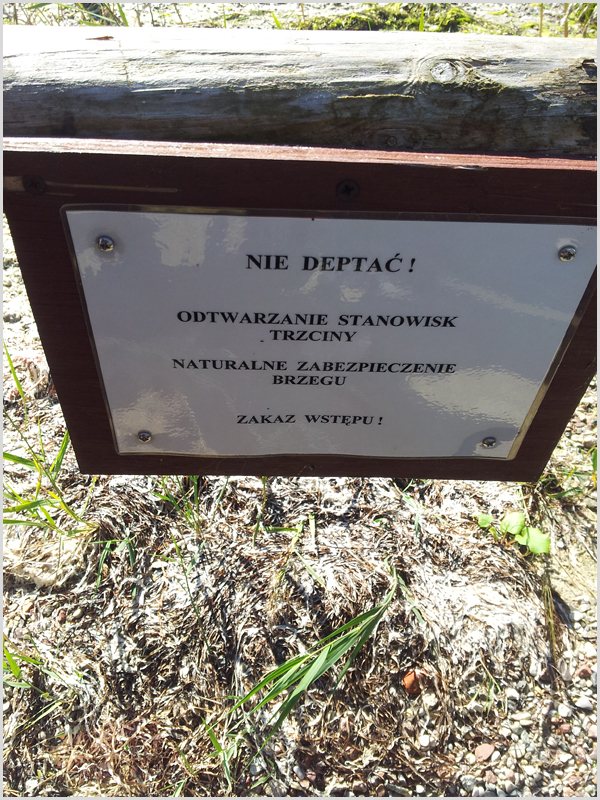 NIE DEPTAĆ!
ODTWARZANIE STANOWISK
TRZCINY
NATURALNE ZABEZPIECZENIE
BRZEGU
ZAKAZ WSTĘPU!